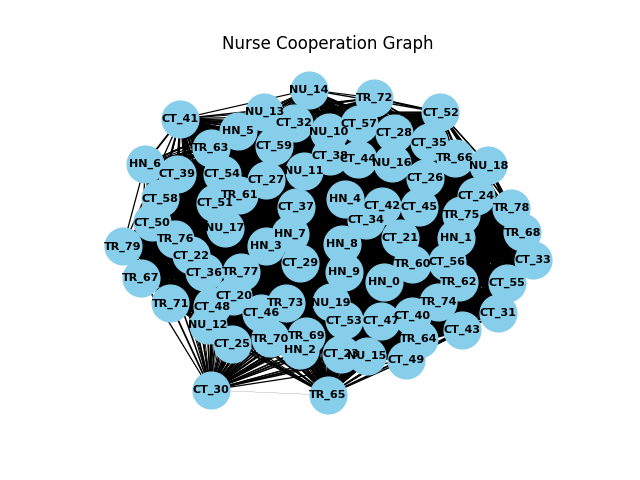 Nurse Cooperation Graph
NU_14
TR_72
CT_41
NU_13
CT_52
CT_32
CT_57
HN_5
NU_10
CT_28
CT_35
TR_63
CT_59
CT_38
CT_44
NU_16
TR_66
HN_6
NU_18
CT_39
CT_54
NU_11
CT_27
CT_26
TR_61
CT_24
CT_58
CT_51
HN_4
CT_37
CT_42
CT_45
TR_78
TR_75
CT_34
CT_50
NU_17
TR_68
HN_7
TR_76
CT_21
HN_1
TR_79
HN_3
HN_8
CT_22
CT_33
CT_29
TR_60
CT_56
CT_36
TR_77
HN_9
TR_67
HN_0
TR_62
CT_55
CT_20
TR_71
CT_48
TR_73
NU_19
TR_74
CT_46
CT_31
CT_40
CT_53
CT_47
NU_12
CT_43
TR_69
TR_70
TR_64
CT_25
HN_2
CT_23
NU_15
CT_49
CT_30
TR_65